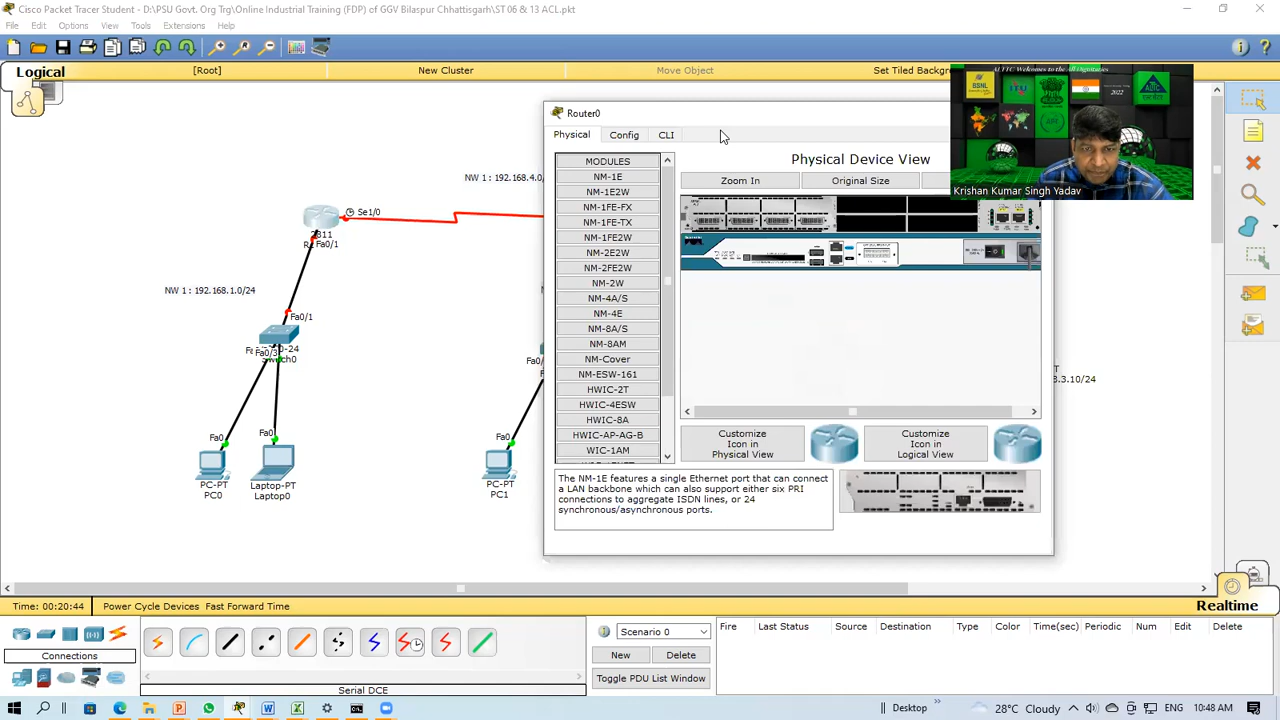 Cisco Packet Tracer Student - D:\PSU Govt. Org Trg\Online Industrial Training (FDP) of GGV Bilaspur Chhattisgarh\ST 06 & 13 ACL.pkt
File Edit Options View Tools Extensions Help
Logical [Root] New Cluster Move Object Set Tiled Backgro
ALTTC Welcomes to the All Dignitaries
BSNL
2022
Krishan Kumar Singh Yadav
Router0
Physical Config CLI
MODULES
NM-1E
NM-1E2W
NM-1FE-FX
NM-1FE-TX
NM-1FE2W
NM-2E2W
NM-2FE2W
NM-2W
NM-4A/S
NM-4E
NM-8A/S
NM-8AM
NM-Cover
NM-ESW-161
HWIC-2T
HWIC-4ESW
HWIC-8A
HWIC-AP-AG-B
WIC-1AM
Physical Device View
Zoom In Original Size
Customize
Icon in
Physical View
Customize
Icon in
Logical View
The NM-1E features a single Ethernet port that can connect
a LAN backbone which can also support either six PRI
connections to aggregate ISDN lines, or 24
synchronous/asynchronous ports.
NW 1 : 192.168.4.0/
Se1/0
2811
Fa0/1
NW 1 : 192.168.1.0/24
Fa0/1
Fa0/3
Switch0
Fa0
Fa0
PC-PT
PC0
Laptop-PT
Laptop0
Fa0/
Fa0
PC-PT
PC1
T
8.3.10/24
Time: 00:20:44 Power Cycle Devices Fast Forward Time
Realtime
Connections
Serial DCE
Scenario 0
New Delete
Toggle PDU List Window
Fire Last Status Source Destination Type Color Time(sec) Periodic Num Edit Delete
Desktop » 28°C Cloudy ENG 10:48 AM